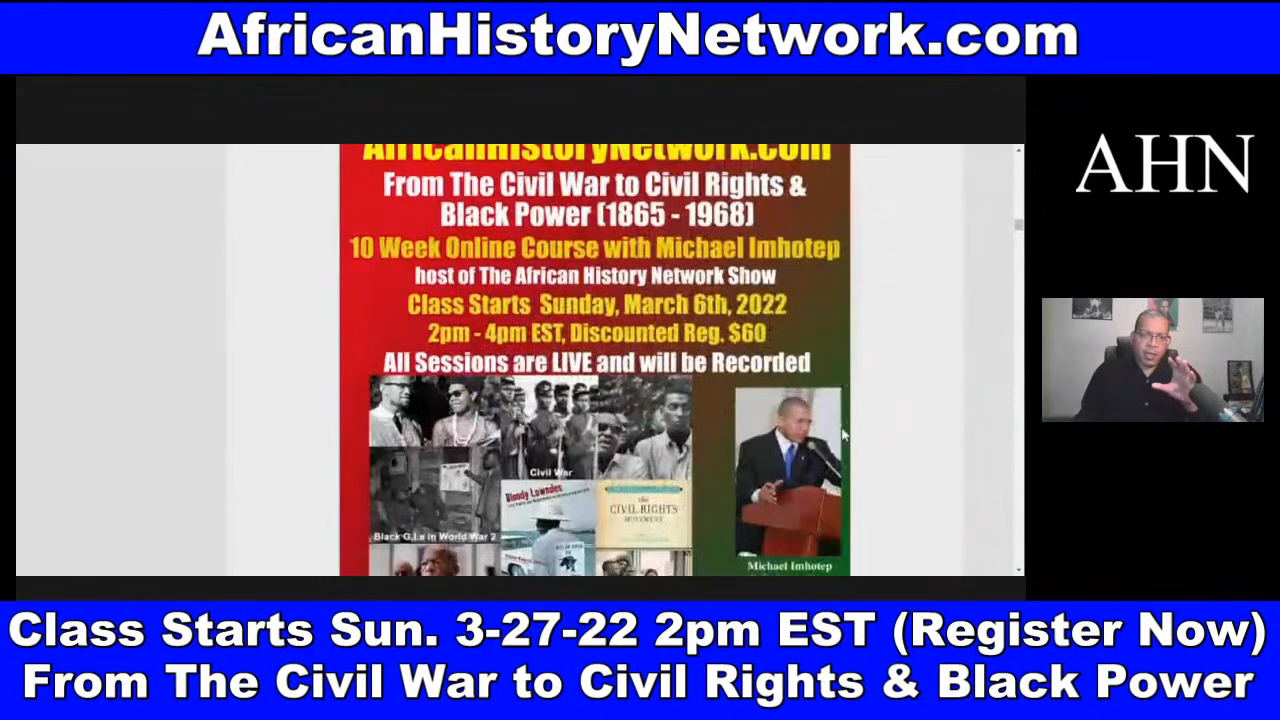 AfricanHistoryNetwork.com
AHN
AfricanHistoryNetwork.com
From The Civil War to Civil Rights &
Black Power (1865 - 1968)
10 Week Online Course with Michael Imhotep
host of The African History Network Show
Class Starts Sunday, March 6th, 2022
2pm - 4pm EST, Discounted Reg. $60
All Sessions are LIVE and will be Recorded
Civil War
Bloody Lowndes
the
CIVIL RIGHTS
MOVEMENT
Black G.I.s in World War 2
Michael Imhotep
Class Starts Sun. 3-27-22 2pm EST (Register Now)
From The Civil War to Civil Rights & Black Power